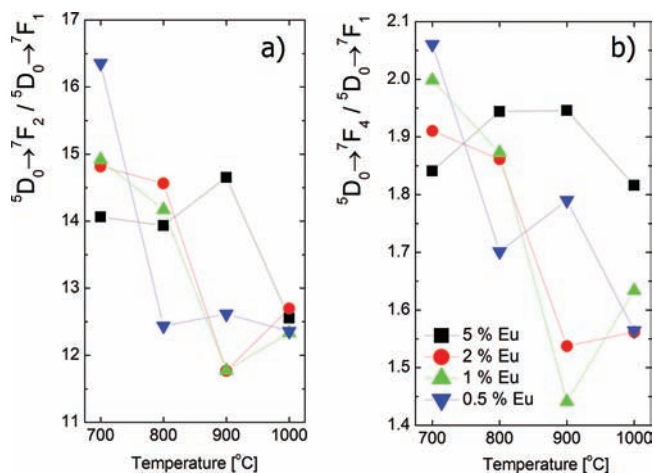 a)
⁵D₀→⁷F₂ / ⁵D₀→⁷F₁
17
16
15
14
13
12
11
700 800 900 1000
Temperature [°C]
b)
⁵D₀→⁷F₄ / ⁵D₀→⁷F₁
2.1
2.0
1.9
1.8
1.7
1.6
1.5
1.4
5 % Eu
2 % Eu
1 % Eu
0.5 % Eu
700 800 900 1000
Temperature [°C]